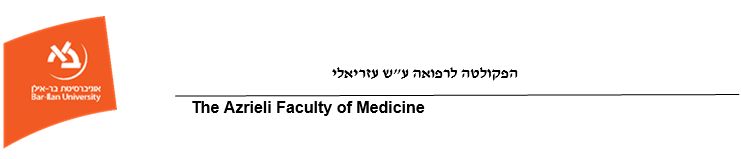 הפקולטה לרפואה ע״ש עזריאלי
אוניברסיטת בר-אילן
Bar-Ilan University
The Azrieli Faculty of Medicine